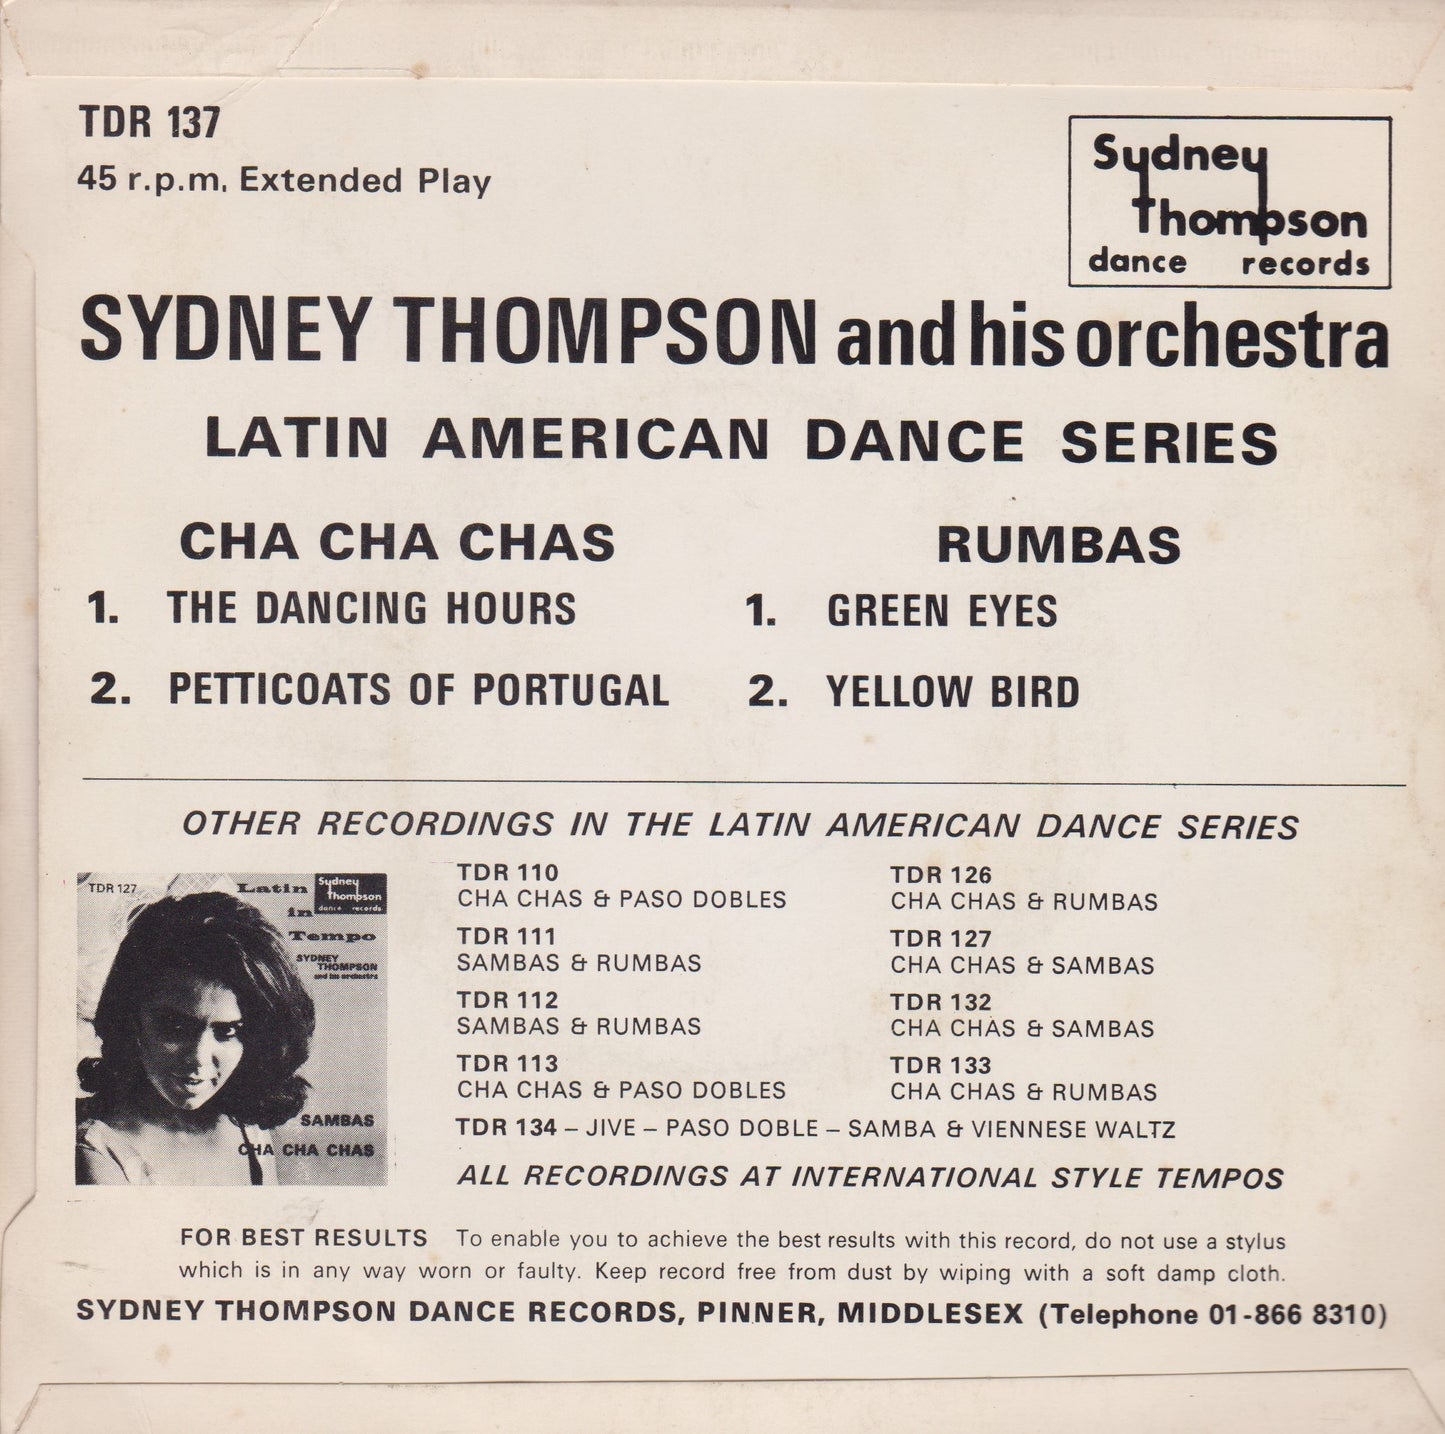 TDR 137
45 r.p.m. Extended Play
Sydney
Thompson
dance records
SYDNEY THOMPSON and his orchestra
LATIN AMERICAN DANCE SERIES
CHA CHA CHAS
1. THE DANCING HOURS
2. PETTICOATS OF PORTUGAL
RUMBAS
1. GREEN EYES
2. YELLOW BIRD
OTHER RECORDINGS IN THE LATIN AMERICAN DANCE SERIES
TDR 127
Latin
in
Tempo
Sydney
Thompson
dance records
SYDNEY
THOMPSON
and his orchestra
SAMBAS
CHA CHA CHAS
TDR 110
CHA CHAS & PASO DOBLES
TDR 111
SAMBAS & RUMBAS
TDR 112
SAMBAS & RUMBAS
TDR 113
CHA CHAS & PASO DOBLES
TDR 126
CHA CHAS & RUMBAS
TDR 127
CHA CHAS & SAMBAS
TDR 132
CHA CHAS & SAMBAS
TDR 133
CHA CHAS & RUMBAS
TDR 134 – JIVE – PASO DOBLE – SAMBA & VIENNESE WALTZ
ALL RECORDINGS AT INTERNATIONAL STYLE TEMPOS
FOR BEST RESULTS To enable you to achieve the best results with this record, do not use a stylus
which is in any way worn or faulty. Keep record free from dust by wiping with a soft damp cloth.
SYDNEY THOMPSON DANCE RECORDS, PINNER, MIDDLESEX (Telephone 01-866 8310)